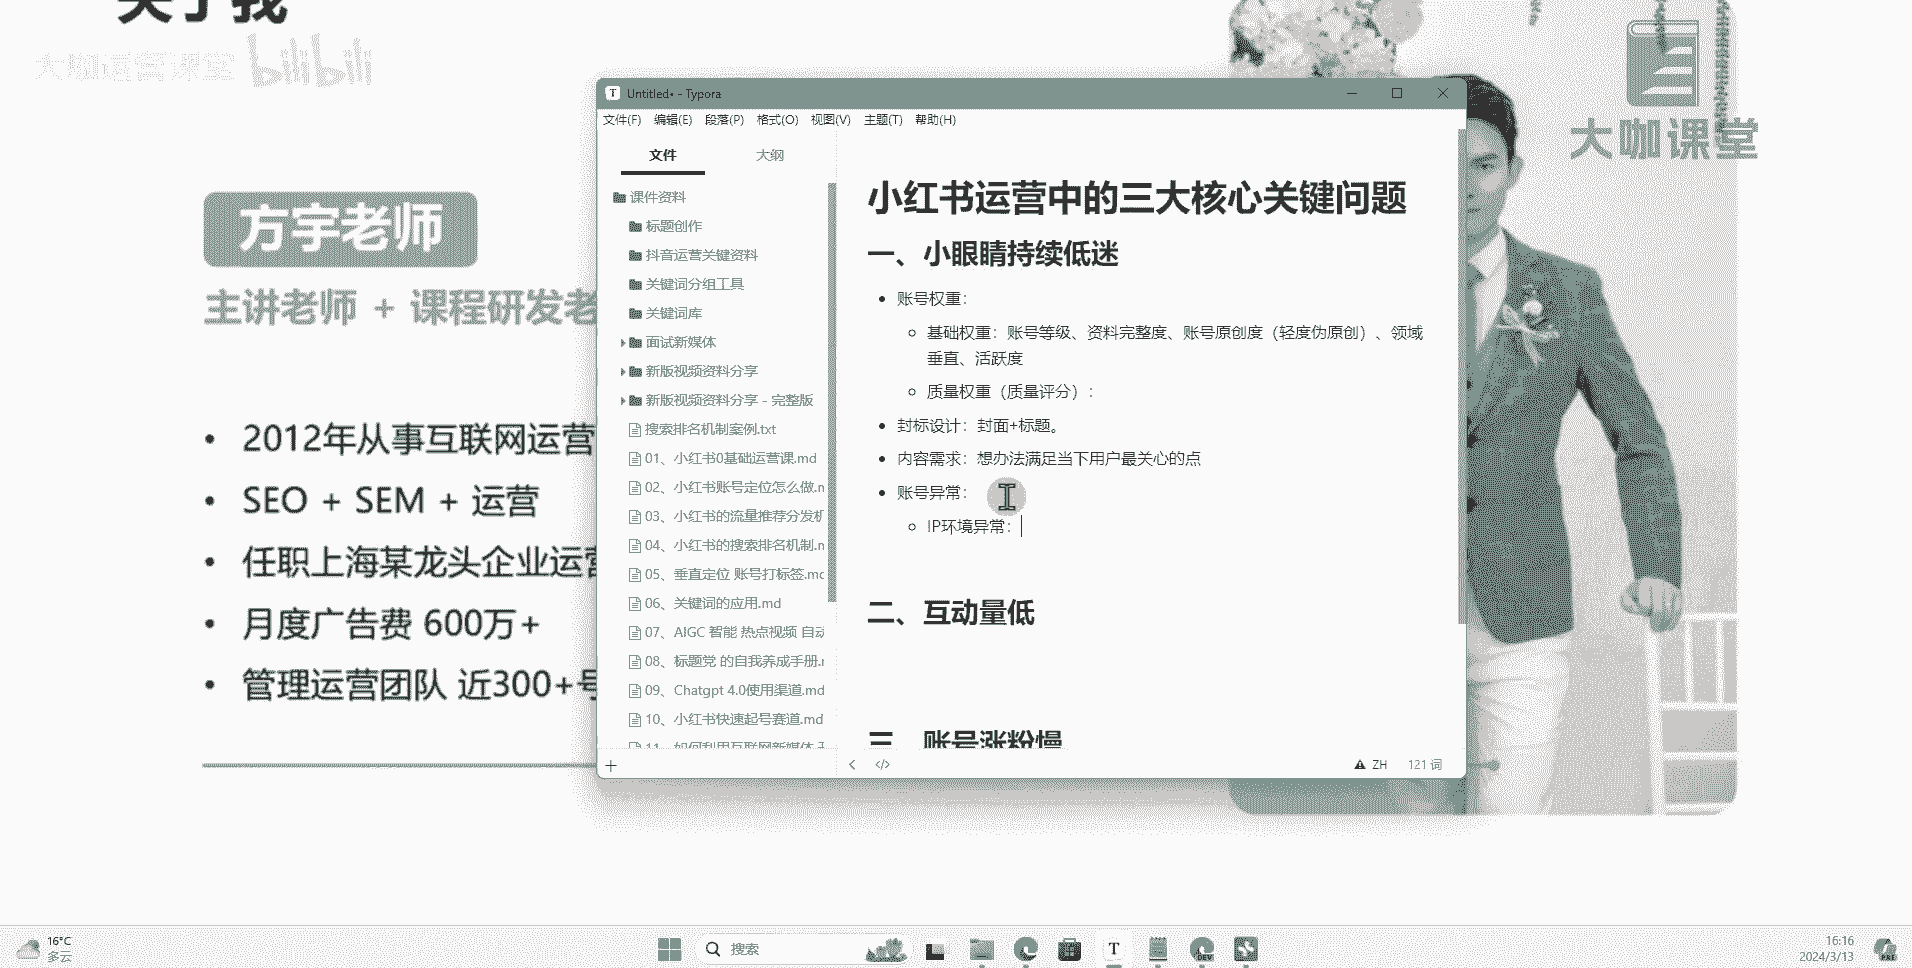 关于我
大咖运营课堂 bilibili
大咖课堂
方宇老师
主讲老师 + 课程研发老
2012年从事互联网运营
SEO + SEM + 运营
任职上海某龙头企业运营
月度广告费 600万+
管理运营团队 近300+号
Untitled• - Typora
文件(F) 编辑(E) 段落(P) 格式(O) 视图(V) 主题(T) 帮助(H)
文件 大纲
课件资料
标题创作
抖音运营关键资料
关键词分组工具
关键词库
面试新媒体
新版视频资料分享
新版视频资料分享 - 完整版
搜索排名机制案例.txt
01、小红书0基础运营课.md
02、小红书账号定位怎么做.m
03、小红书的流量推荐分发机
04、小红书的搜索排名机制.m
05、垂直定位 账号打标签.mc
06、关键词的应用.md
07、AIGC 智能 热点视频 自动
08、标题党 的自我养成手册.r
09、Chatgpt 4.0使用渠道.md
10、小红书快速起号赛道.md
11、如何利用互联网新媒体
小红书运营中的三大核心关键问题
一、小眼睛持续低迷
账号权重：
基础权重：账号等级、资料完整度、账号原创度（轻度伪原创）、领域
垂直、活跃度
质量权重（质量评分）：
封标设计：封面+标题。
内容需求：想办法满足当下用户最关心的点
账号异常：
IP环境异常：
二、互动量低
三、账号涨粉慢
ZH 121 词
16°C
多云
搜索
16:16
2024/3/13